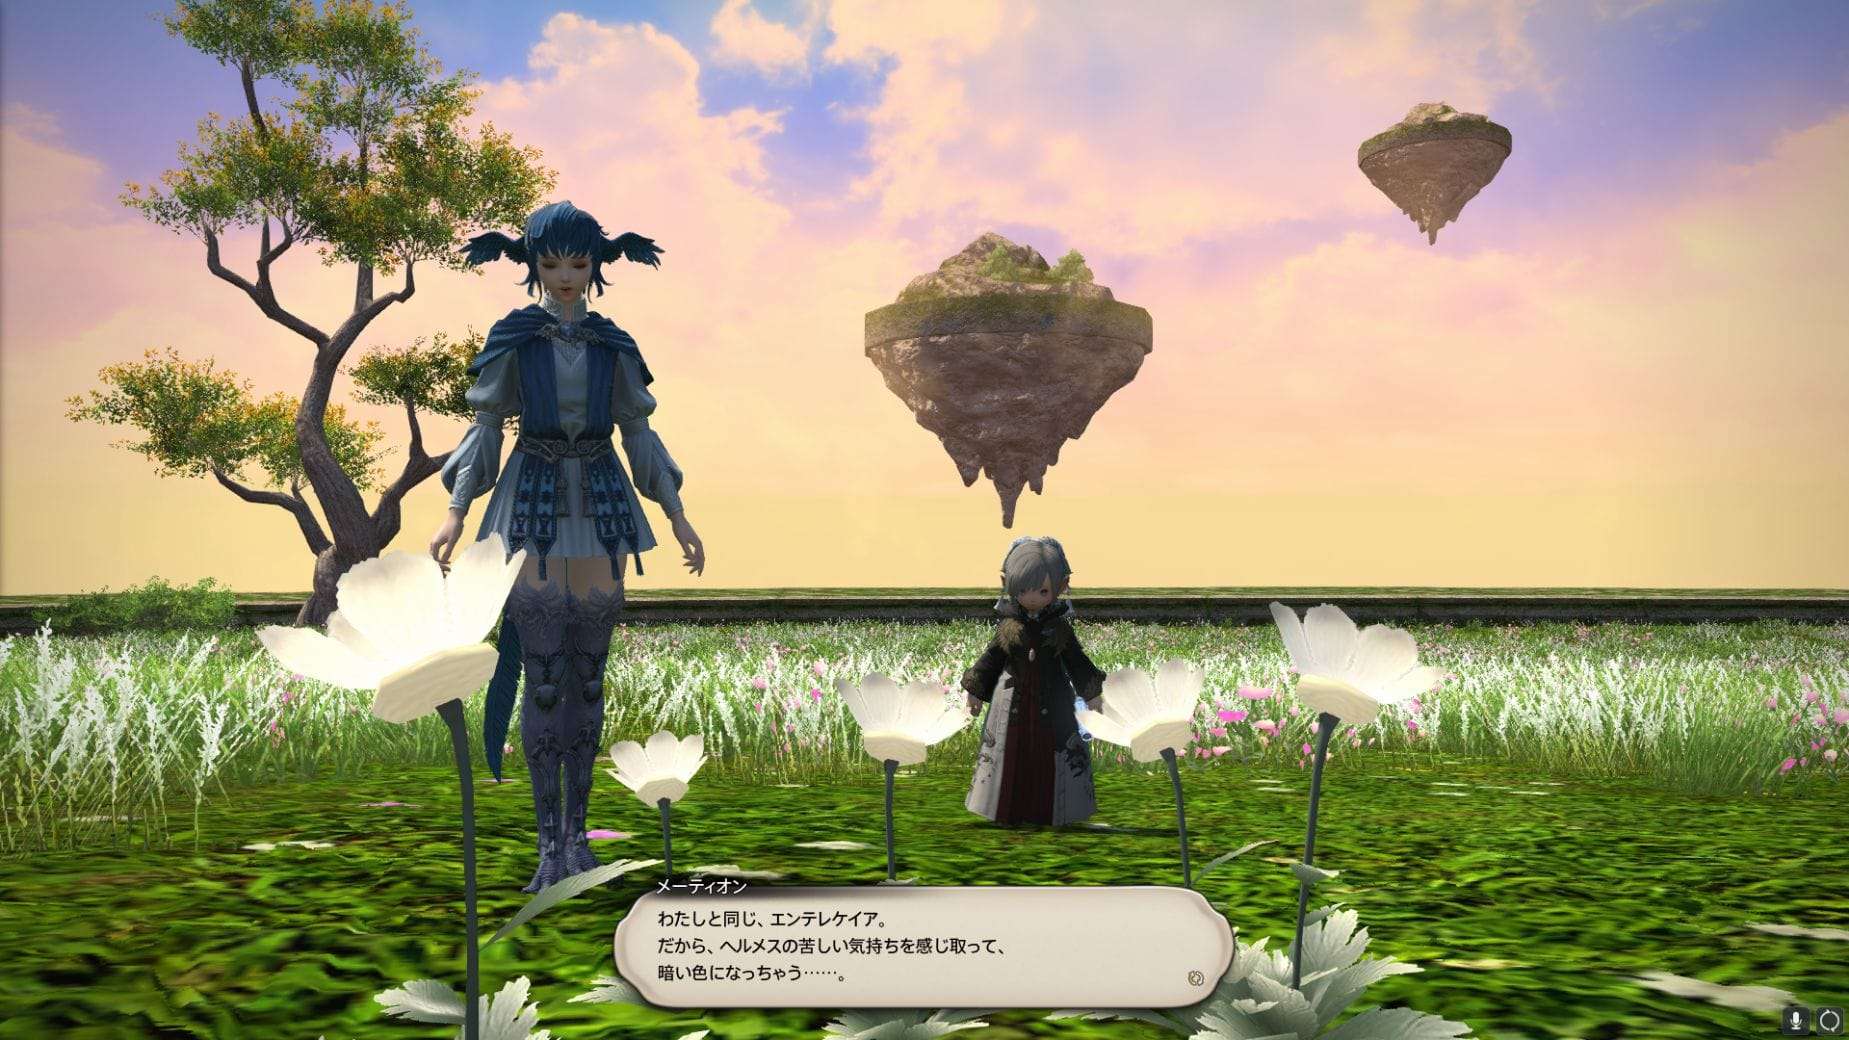 メーティオン
わたしと同じ、エンテレケイア。
だから、ヘルメスの苦しい気持ちを感じ取って、
暗い色になっちゃう……。